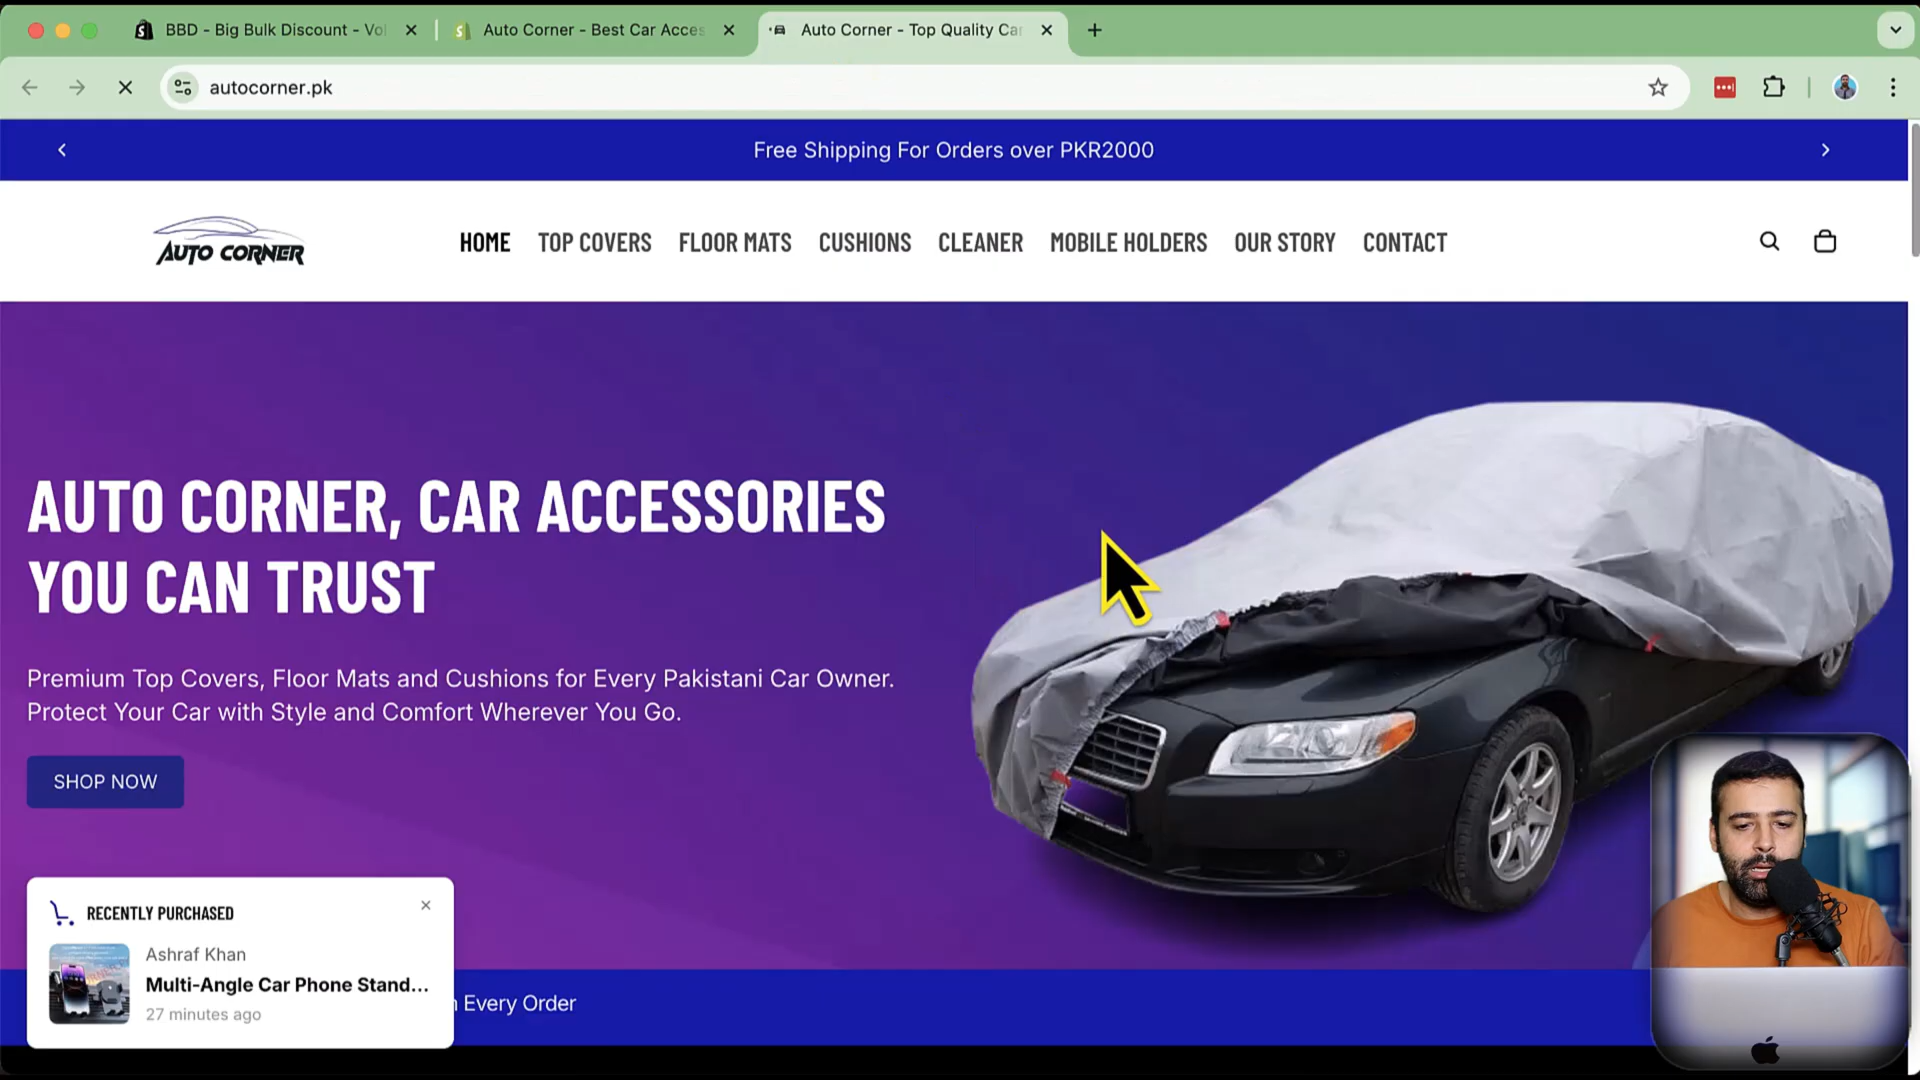 BBD - Big Bulk Discount - Vol
Auto Corner - Best Car Acces
Auto Corner - Top Quality Car
autocorner.pk
Free Shipping For Orders over PKR2000
AUTO CORNER
HOME
TOP COVERS
FLOOR MATS
CUSHIONS
CLEANER
MOBILE HOLDERS
OUR STORY
CONTACT
AUTO CORNER, CAR ACCESSORIES
YOU CAN TRUST
Premium Top Covers, Floor Mats and Cushions for Every Pakistani Car Owner.
Protect Your Car with Style and Comfort Wherever You Go.
SHOP NOW
RECENTLY PURCHASED
Ashraf Khan
Multi-Angle Car Phone Stand...
27 minutes ago
Every Order